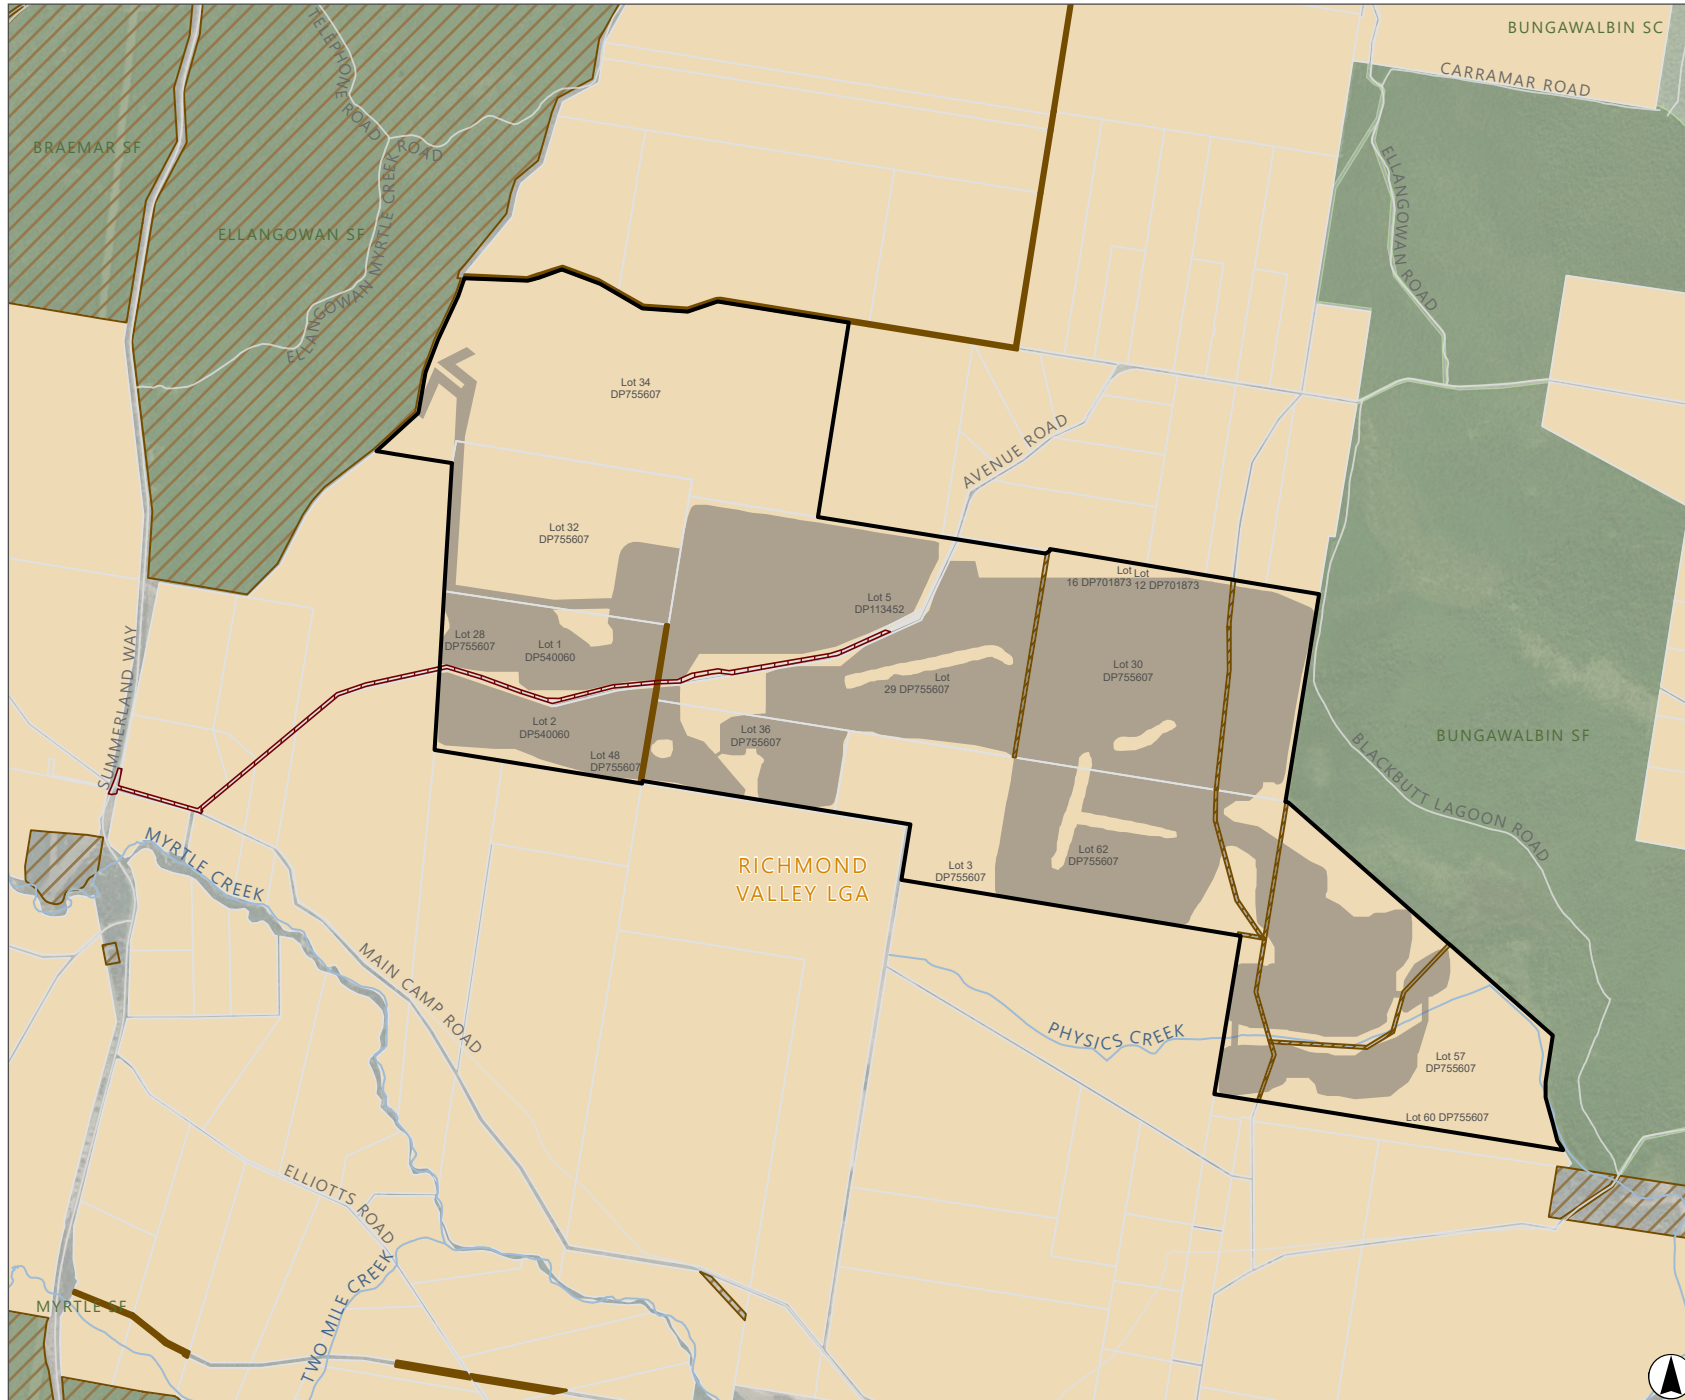 BUNGAWALBIN SC
CARRAMAR ROAD
TELEPHONE ROAD
ROAD
BRAEMAR SF
ELLANGOWAN SF
ELLANGOWAN MYRTLE CREEK
ELLANGOWAN ROAD
Lot 34
DP755607
AVENUE ROAD
Lot 32
DP755607
Lot
16 DP701873
Lot
12 DP701873
Lot 5
DP113452
Lot 28
DP755607
Lot 1
DP540060
Lot 30
DP755607
Lot
29 DP755607
SUMMERLAND WAY
Lot 2
DP540060
Lot 36
DP755607
Lot 48
DP755607
BUNGAWALBIN SF
BLACKBUTT LAGOON ROAD
MYRTLE CREEK
RICHMOND
VALLEY LGA
Lot 3
DP755607
Lot 62
DP755607
MAIN CAMP ROAD
PHYSICS CREEK
Lot 57
DP755607
Lot 60 DP755607
ELLIOTTS ROAD
TWO MILE CREEK
MYRTLE SF